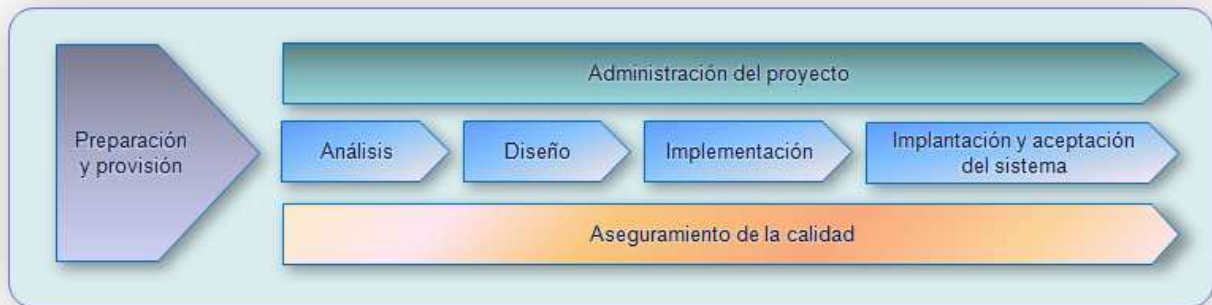 Preparación
y provisión
Administración del proyecto
Análisis
Diseño
Implementación
Implantación y aceptación
del sistema
Aseguramiento de la calidad